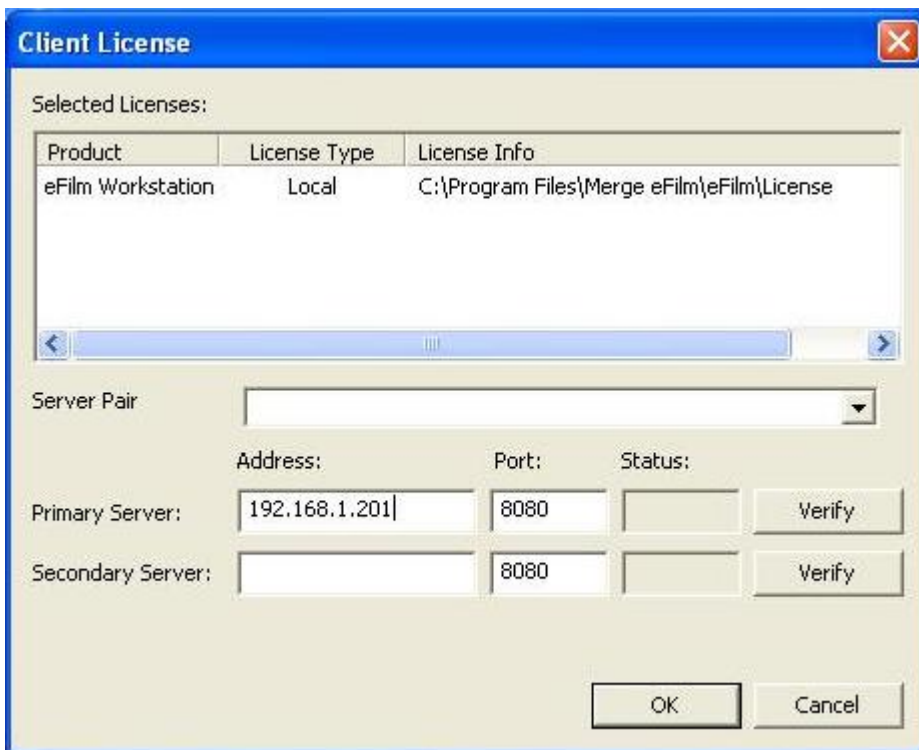 Client License
Selected Licenses:
Product License Type License Info
eFilm Workstation Local C:\Program Files\Merge eFilm\eFilm\License
Server Pair
Address: Port: Status:
Primary Server: 192.168.1.201 8080 Verify
Secondary Server: 8080 Verify
OK Cancel